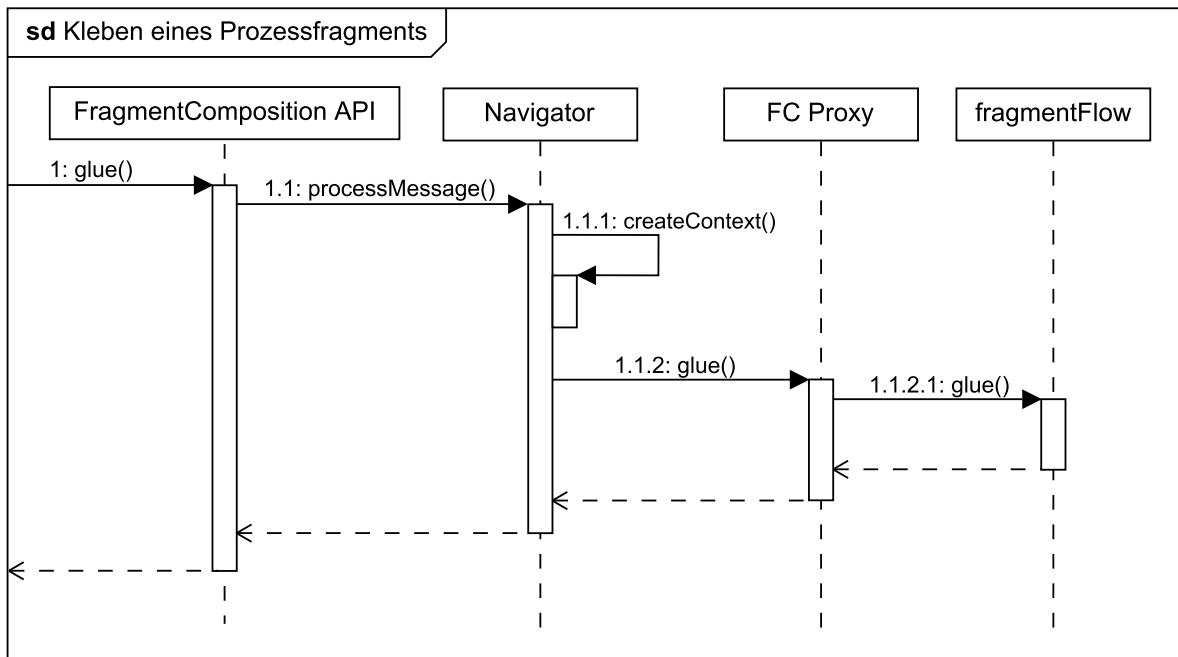 sd Kleben eines Prozessfragments
FragmentComposition API
Navigator
FC Proxy
fragmentFlow
1: glue()
1.1: processMessage()
1.1.1: createContext()
1.1.2: glue()
1.1.2.1: glue()